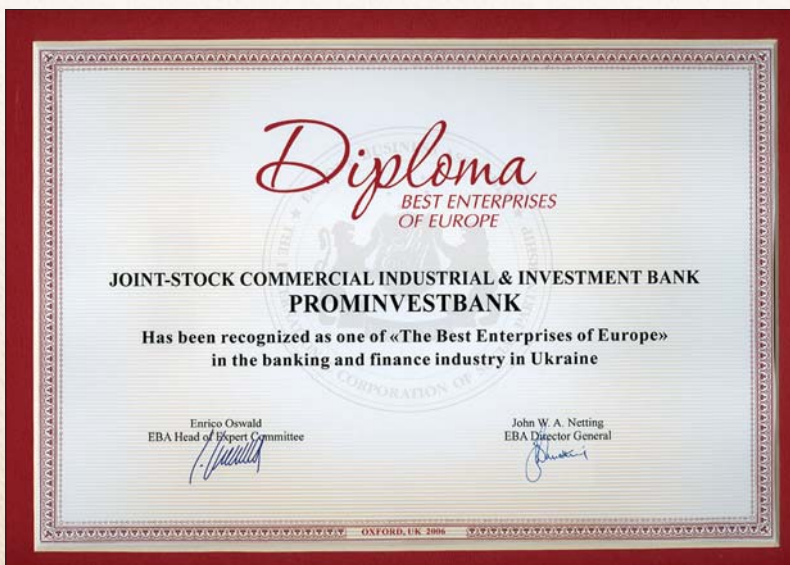 Diploma
BEST ENTERPRISES
OF EUROPE
JOINT-STOCK COMMERCIAL INDUSTRIAL & INVESTMENT BANK
PROMINVESTBANK
Has been recognized as one of «The Best Enterprises of Europe»
in the banking and finance industry in Ukraine
CORPORATION OF
Enrico Oswald
EBA Head of Expert Committee
John W. A. Netting
EBA Director General
OXFORD, UK 2006